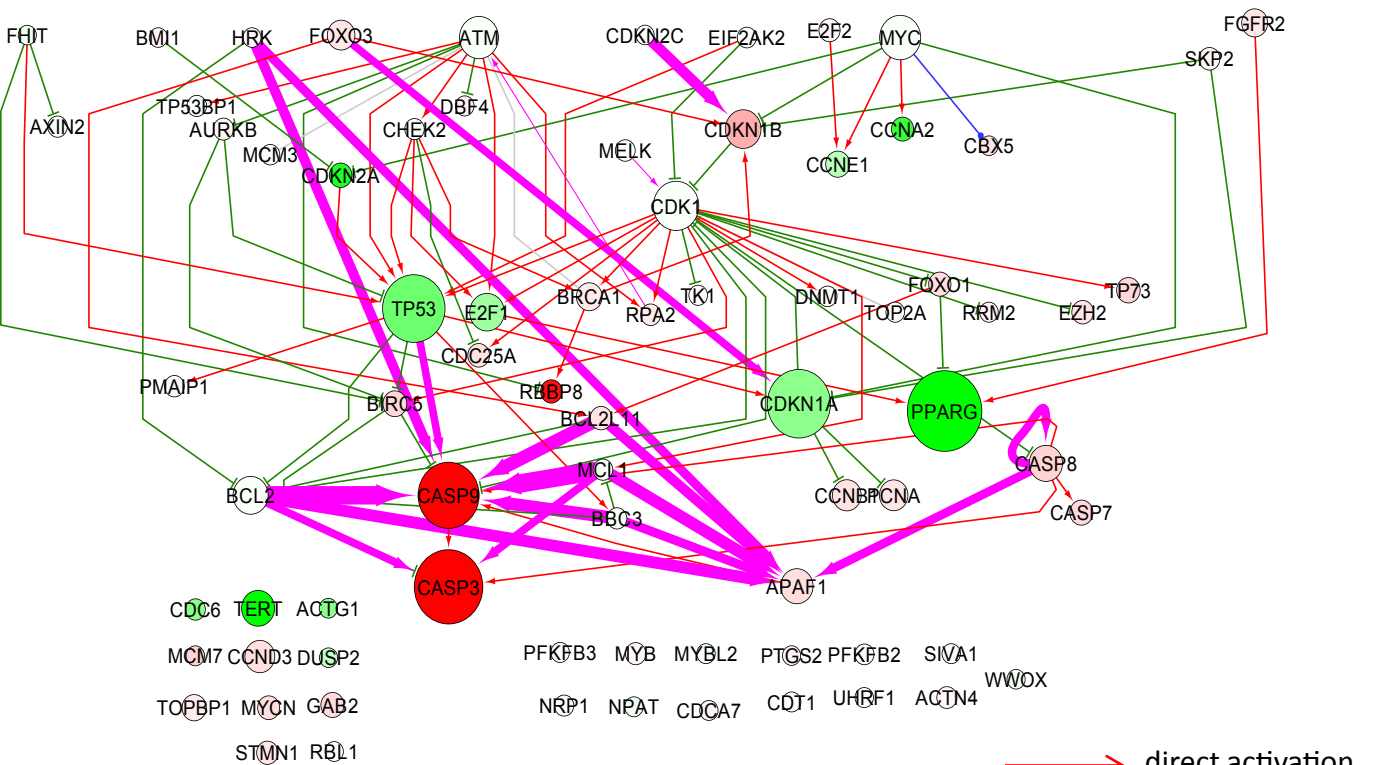 FHIT
BMI1
HRK
FOXO3
ATM
CDKN2C
EIF2AK2
E2F2
MYC
FGFR2
SKP2
AXIN2
TP53BP1
AURKB
MCM3
DBF4
CHEK2
CDKN2A
CDKN1B
MELK
CCNA2
CCNE1
CBX5
CDK1
TP53
E2F1
BRCA1
RPA2
TK1
DNMT1
TOP2A
FOXO1
RRM2
EZH2
TP73
CDC25A
PMAIP1
BIRC5
RBBP8
BCL2L11
CDKN1A
PPARG
MCL1
CASP8
BCL2
CASP9
BBC3
CCNB1
PCNA
CASP7
CASP3
APAF1
CDC6 TERT ACTG1
MCM7 CCND3 DUSP2
TOPBP1 MYCN GAB2
STMN1 RBL1
PFKFB3 MYB MYBL2 PTGS2 PFKFB2 SIVA1
WWOX
NRP1 NPAT CDCA7 CDT1 UHRF1 ACTN4
direct activation